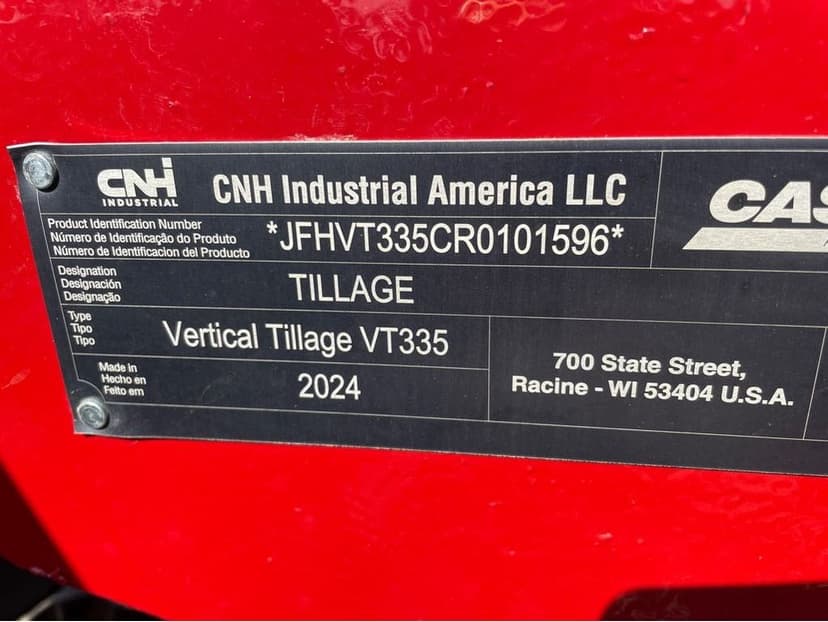 CNH
INDUSTRIAL
CNH Industrial America LLC
Product Identification Number
Número de Identificação do Produto
Número de Identificacion del Producto
*JFHVT335CR0101596*
CAS
Designation
Designación
Designação
TILLAGE
Type
Tipo
Tipo
Vertical Tillage VT335
Made in
Hecho en
Feito em
2024
700 State Street,
Racine - WI 53404 U.S.A.